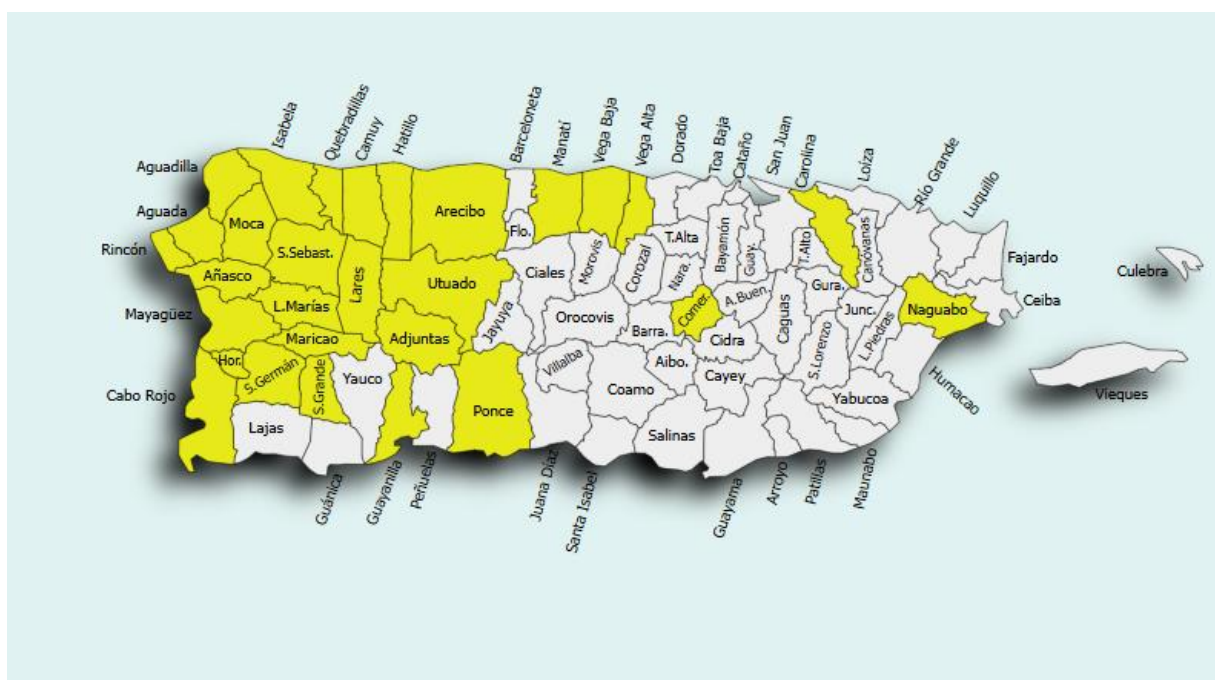 Isabela
Quebradillas
Camuy
Hatillo
Barceloneta
Manatí
Vega Baja
Vega Alta
Dorado
Toa Baja
Cataño
San Juan
Carolina
Loíza
Río Grande
Luquillo
Aguadilla
Aguada
Rincón
Mayagüez
Cabo Rojo
Moca
Arecibo
Flo.
T.Alta
Bayamón
Guay.
T.Alto
Canóvanas
Fajardo
Culebra
Ceiba
S.Sebast.
Añasco
Lares
Utuado
Ciales
Morovis
Corozal
Nara.
Gura.
L.Marías
Jayuya
Orocovis
Comer.
A.Buen.
Caguas
Junc.
Naguabo
Maricao
Adjuntas
Barra.
Cidra
S.Lorenzo
L.Piedras
Hor.
S.Germán
S.Grande
Yauco
Villalba
Aibo.
Cayey
Humacao
Vieques
Ponce
Coamo
Yabucoa
Lajas
Salinas
Guánica
Guayanilla
Peñuelas
Juana Díaz
Santa Isabel
Guayama
Arroyo
Patillas
Maunabo